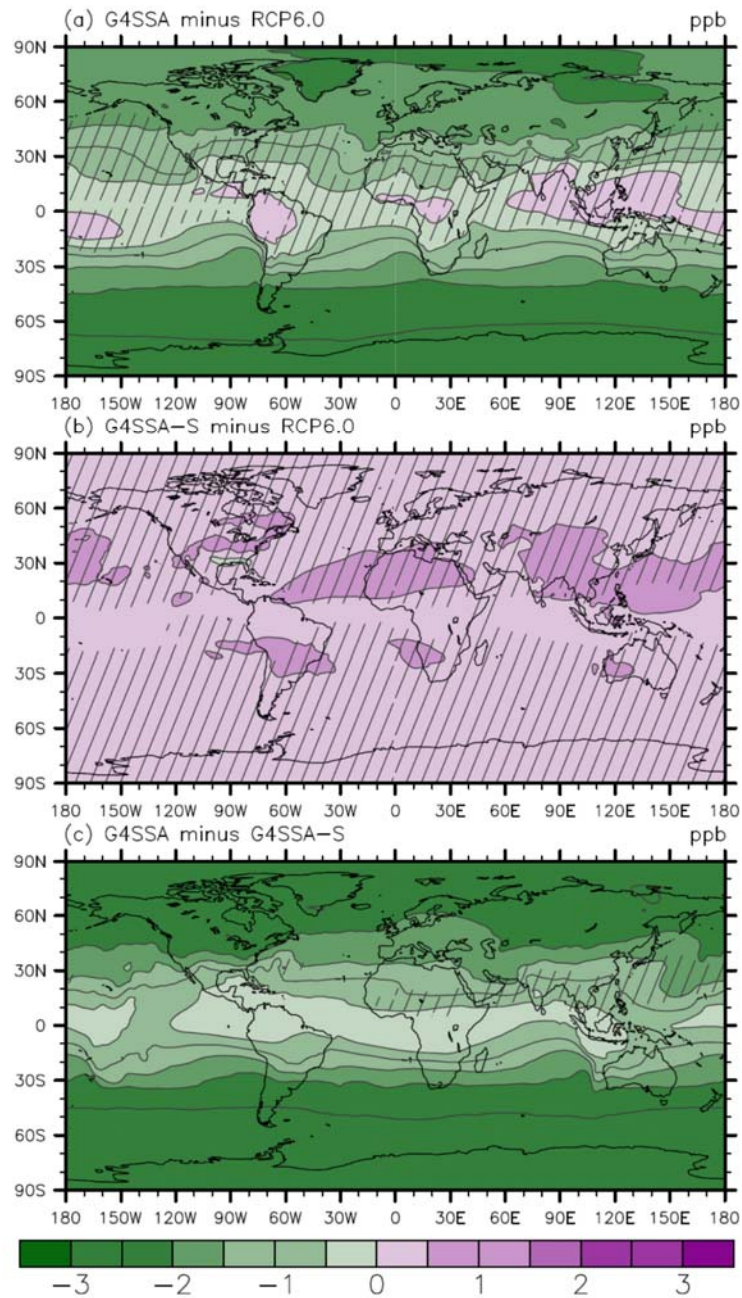 (a) G4SSA minus RCP6.0 ppb
90N
60N
30N
0
30S
60S
90S
180 150W 120W 90W 60W 30W 0 30E 60E 90E 120E 150E 180
(b) G4SSA-S minus RCP6.0 ppb
90N
60N
30N
0
30S
60S
90S
180 150W 120W 90W 60W 30W 0 30E 60E 90E 120E 150E 180
(c) G4SSA minus G4SSA-S ppb
90N
60N
30N
0
30S
60S
90S
180 150W 120W 90W 60W 30W 0 30E 60E 90E 120E 150E 180
-3 -2 -1 0 1 2 3